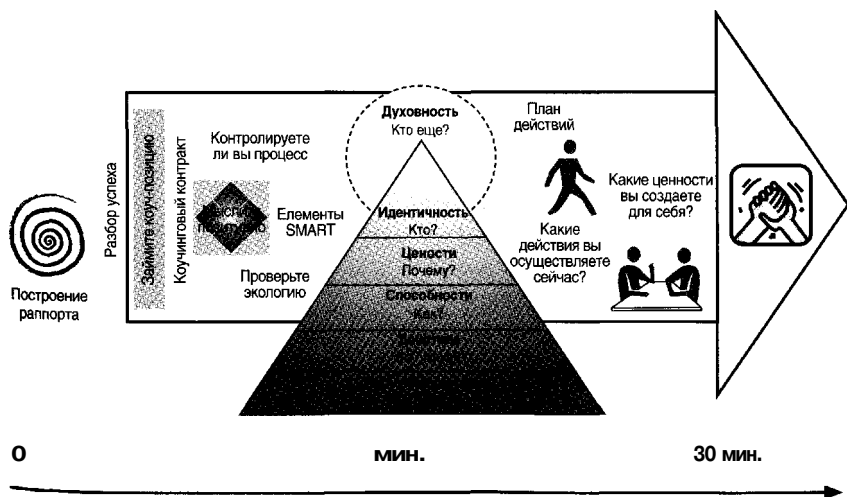 Построение
раппорта
Разбор успеха
Займите коуч-позицию
Коучинговый контракт
Контролируете
ли вы процесс
Елементы
SMART
Проверьте
экологию
Духовность
Кто еще?
Идентичность
Кто?
Цености
Почему?
Способности
Как?
План
действий
Какие
действия вы
осуществляете
сейчас?
Какие ценности
вы создаете
для себя?
0
мин.
30 мин.